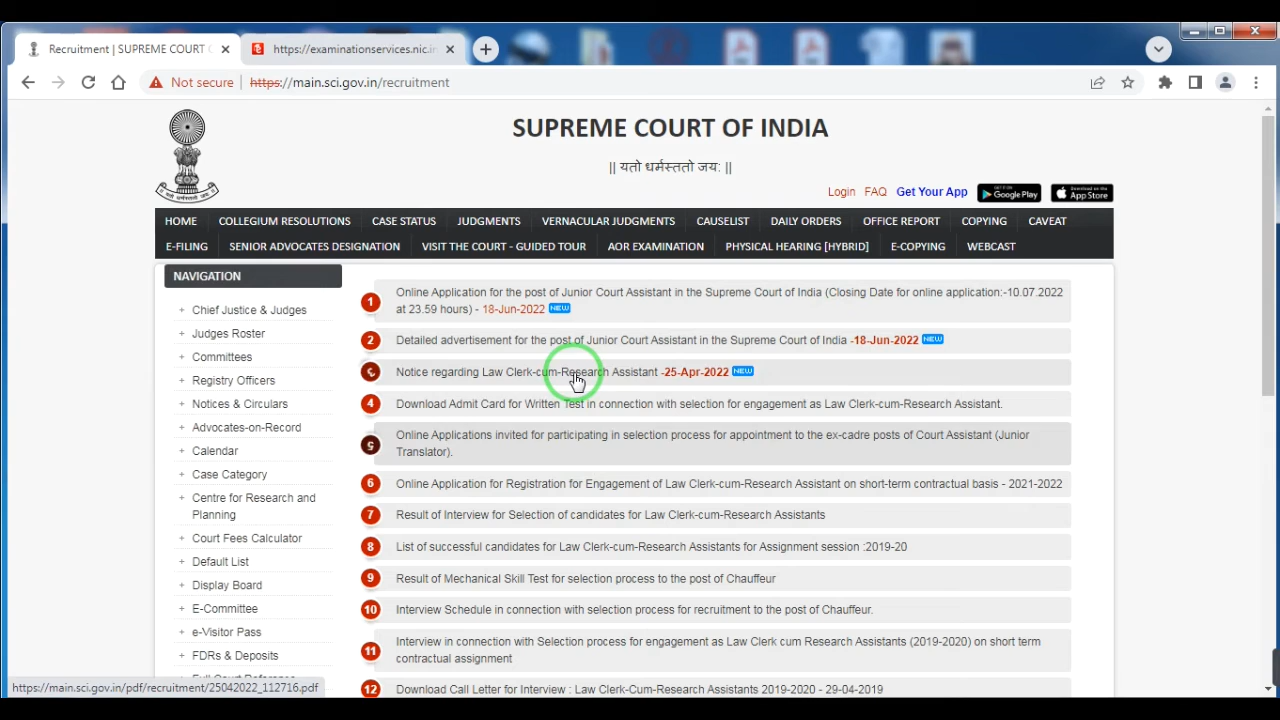 Recruitment | SUPREME COURT
https://examinationservices.nic.in
Not secure | https://main.sci.gov.in/recruitment
SUPREME COURT OF INDIA
|| यतो धर्मस्ततो जय: ||
Login FAQ Get Your App GET IT ON Google Play Download on the App Store
HOME COLLEGIUM RESOLUTIONS CASE STATUS JUDGMENTS VERNACULAR JUDGMENTS CAUSELIST DAILY ORDERS OFFICE REPORT COPYING CAVEAT
E-FILING SENIOR ADVOCATES DESIGNATION VISIT THE COURT - GUIDED TOUR AOR EXAMINATION PHYSICAL HEARING [HYBRID] E-COPYING WEBCAST
NAVIGATION
+ Chief Justice & Judges
+ Judges Roster
+ Committees
+ Registry Officers
+ Notices & Circulars
+ Advocates-on-Record
+ Calendar
+ Case Category
+ Centre for Research and
Planning
+ Court Fees Calculator
+ Default List
+ Display Board
+ E-Committee
+ e-Visitor Pass
+ FDRs & Deposits
+ Full Court Reference
1 Online Application for the post of Junior Court Assistant in the Supreme Court of India (Closing Date for online application:-10.07.2022
at 23.59 hours) - 18-Jun-2022 NEW
2 Detailed advertisement for the post of Junior Court Assistant in the Supreme Court of India -18-Jun-2022 NEW
3 Notice regarding Law Clerk-cum-Research Assistant -25-Apr-2022 NEW
4 Download Admit Card for Written Test in connection with selection for engagement as Law Clerk-cum-Research Assistant.
5 Online Applications invited for participating in selection process for appointment to the ex-cadre posts of Court Assistant (Junior
Translator).
6 Online Application for Registration for Engagement of Law Clerk-cum-Research Assistant on short-term contractual basis - 2021-2022
7 Result of Interview for Selection of candidates for Law Clerk-cum-Research Assistants
8 List of successful candidates for Law Clerk-cum-Research Assistants for Assignment session :2019-20
9 Result of Mechanical Skill Test for selection process to the post of Chauffeur
10 Interview Schedule in connection with selection process for recruitment to the post of Chauffeur.
11 Interview in connection with Selection process for engagement as Law Clerk cum Research Assistants (2019-2020) on short term
contractual assignment
12 Download Call Letter for Interview : Law Clerk-Cum-Research Assistants 2019-2020 - 29-04-2019
https://main.sci.gov.in/pdf/recruitment/25042022_112716.pdf